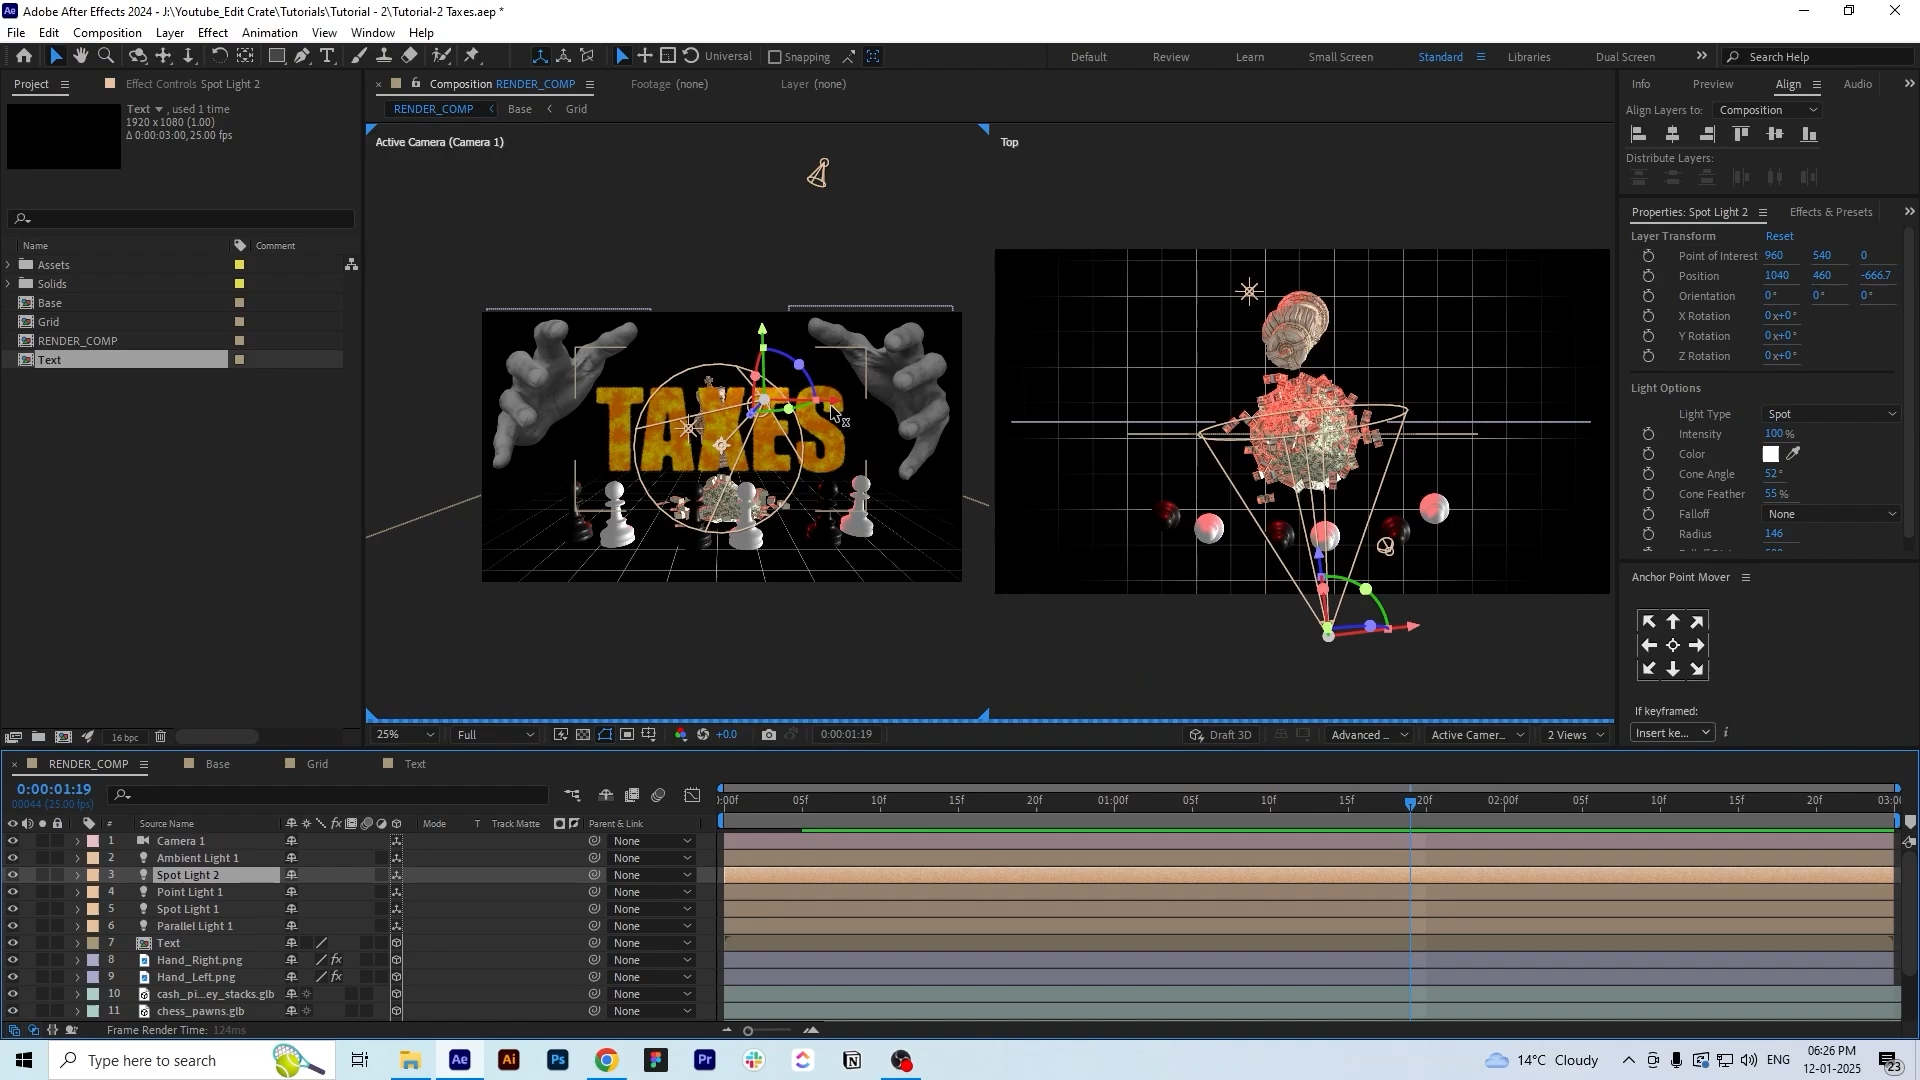 Ae Adobe After Effects 2024 - J:\Youtube_Edit Crate\Tutorials\Tutorial - 2\Tutorial-2 Taxes.aep *
File Edit Composition Layer Effect Animation View Window Help
Universal Snapping Default Review Learn Small Screen Standard Libraries Dual Screen Search Help
Project Effect Controls Spot Light 2
Text , used 1 time
1920 x 1080 (1.00)
Δ 0:00:03:00, 25.00 fps
Name Comment
Assets
Solids
Base
Grid
RENDER_COMP
Text
16 bpc
Composition RENDER_COMP Footage (none) Layer (none)
RENDER_COMP Base Grid
Active Camera (Camera 1)
Top
TAXES
25% Full +0.0 0:00:01:19 Draft 3D Advanced ... Active Camer... 2 Views
Info Preview Align Audio
Align Layers to: Composition
Distribute Layers:
Properties: Spot Light 2 Effects & Presets
Layer Transform Reset
Point of Interest 960 540 0
Position 1040 460 -666.7
Orientation 0° 0° 0°
X Rotation 0x+0°
Y Rotation 0x+0°
Z Rotation 0x+0°
Light Options
Light Type Spot
Intensity 100 %
Color
Cone Angle 52°
Cone Feather 55 %
Falloff None
Radius 146
Anchor Point Mover
If keyframed:
Insert ke...
RENDER_COMP Base Grid Text
0:00:01:19
00044 (25.00 fps)
:00f 05f 10f 15f 20f 01:00f 05f 10f 15f 20f 02:00f 05f 10f 15f 20f 03:00
# Source Name fx Mode T Track Matte Parent & Link
1 Camera 1 None
2 Ambient Light 1 None
3 Spot Light 2 None
4 Point Light 1 None
5 Spot Light 1 None
6 Parallel Light 1 None
7 Text None
8 Hand_Right.png fx None
9 Hand_Left.png fx None
10 cash_pi...ey_stacks.glb None
11 chess_pawns.glb None
Frame Render Time: 124ms
Type here to search Ae Ai Ps Pr 14°C Cloudy ENG
06:26 PM
12-01-2025
23